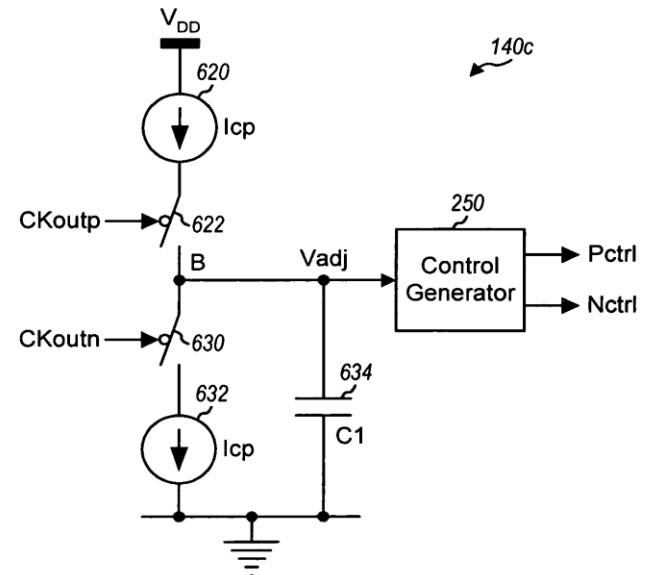 VDD
140c
620
Icp
CKoutp
622
250
B
Vadj
Control
Generator
Pctrl
Nctrl
CKoutn
630
632
634
Icp
C1